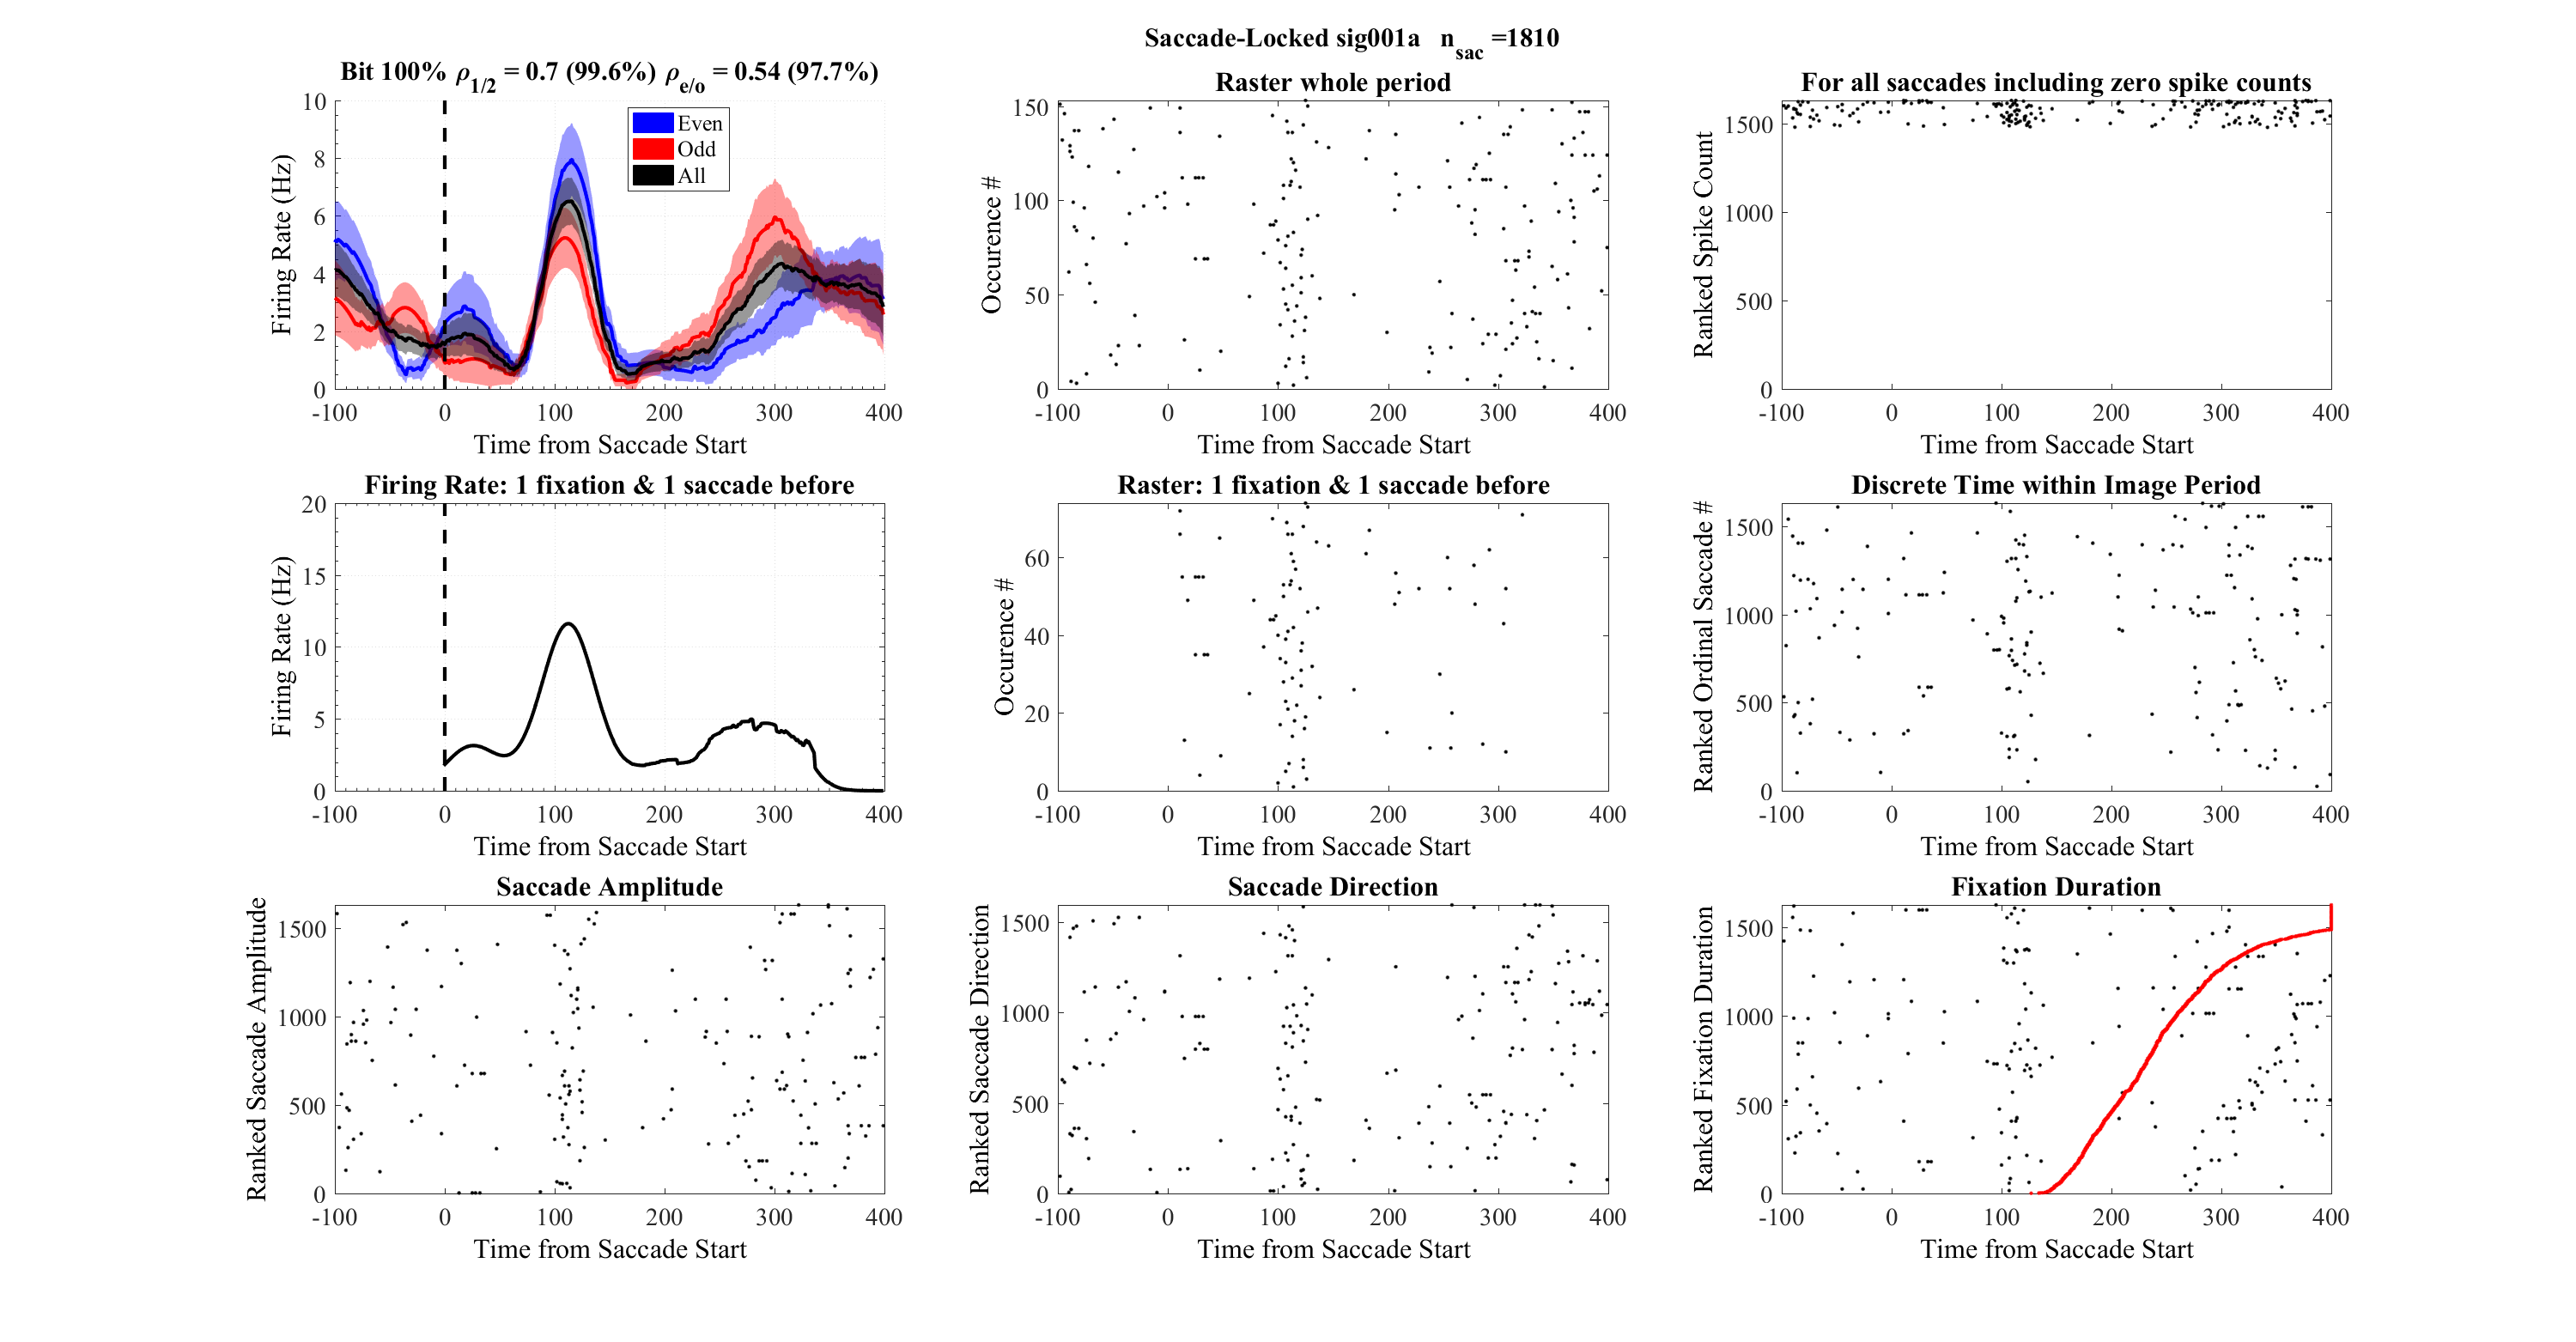 Saccade-Locked sig001a n_sac =1810
Bit 100% ρ_1/2 = 0.7 (99.6%) ρ_e/o = 0.54 (97.7%)
Firing Rate (Hz)
10
8
6
4
2
0
Even
Odd
All
-100 0 100 200 300 400
Time from Saccade Start
Raster whole period
Occurence #
150
100
50
0
-100 0 100 200 300 400
Time from Saccade Start
For all saccades including zero spike counts
Ranked Spike Count
1500
1000
500
0
-100 0 100 200 300 400
Time from Saccade Start
Firing Rate: 1 fixation & 1 saccade before
Firing Rate (Hz)
20
15
10
5
0
-100 0 100 200 300 400
Time from Saccade Start
Raster: 1 fixation & 1 saccade before
Occurence #
60
40
20
0
-100 0 100 200 300 400
Time from Saccade Start
Discrete Time within Image Period
Ranked Ordinal Saccade #
1500
1000
500
0
-100 0 100 200 300 400
Time from Saccade Start
Saccade Amplitude
Ranked Saccade Amplitude
1500
1000
500
0
-100 0 100 200 300 400
Time from Saccade Start
Saccade Direction
Ranked Saccade Direction
1500
1000
500
0
-100 0 100 200 300 400
Time from Saccade Start
Fixation Duration
Ranked Fixation Duration
1500
1000
500
0
-100 0 100 200 300 400
Time from Saccade Start